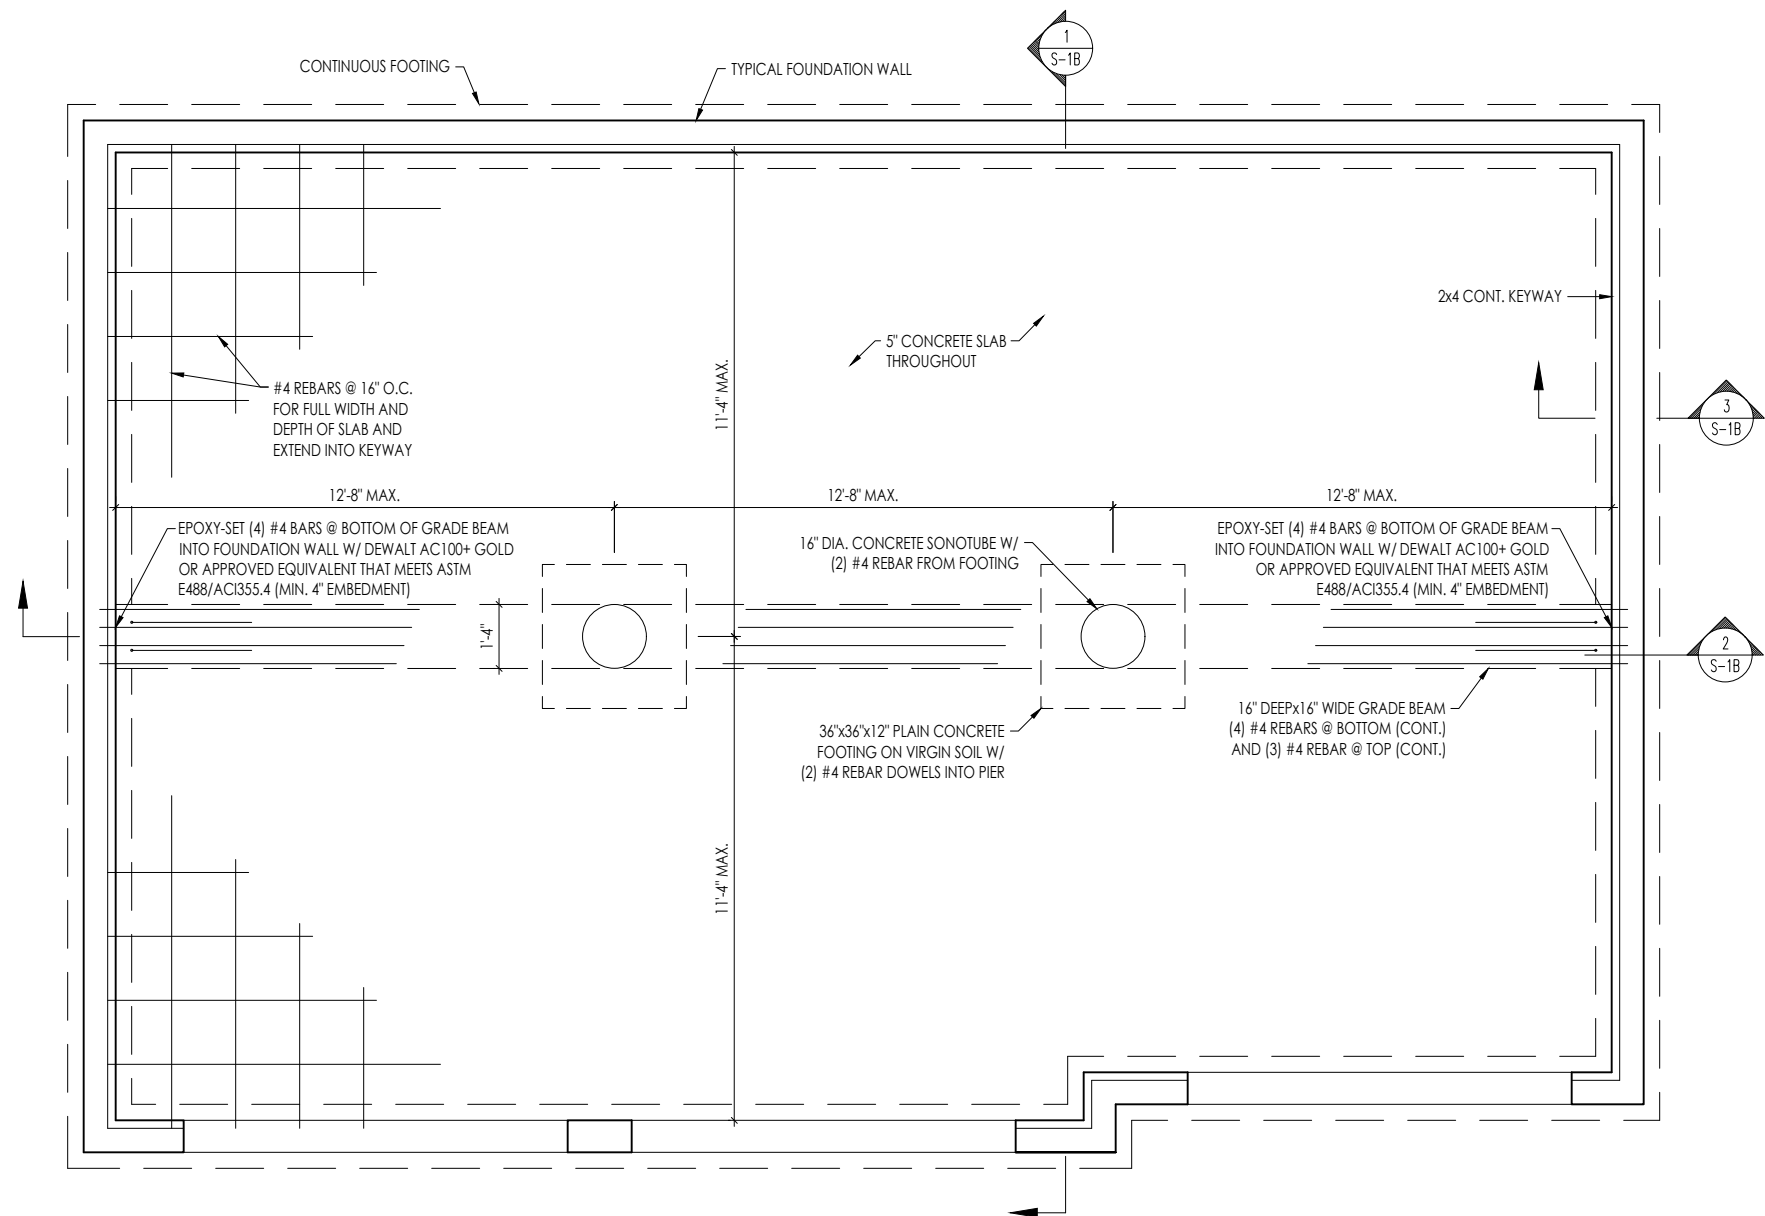 1
S-1B
CONTINUOUS FOOTING
TYPICAL FOUNDATION WALL
2x4 CONT. KEYWAY
5" CONCRETE SLAB
THROUGHOUT
11'-4" MAX.
#4 REBARS @ 16" O.C.
FOR FULL WIDTH AND
DEPTH OF SLAB AND
EXTEND INTO KEYWAY
3
S-1B
12'-8" MAX.
12'-8" MAX.
12'-8" MAX.
EPOXY-SET (4) #4 BARS @ BOTTOM OF GRADE BEAM
INTO FOUNDATION WALL W/ DEWALT AC100+ GOLD
OR APPROVED EQUIVALENT THAT MEETS ASTM
E488/ACI355.4 (MIN. 4" EMBEDMENT)
16" DIA. CONCRETE SONOTUBE W/
(2) #4 REBAR FROM FOOTING
EPOXY-SET (4) #4 BARS @ BOTTOM OF GRADE BEAM
INTO FOUNDATION WALL W/ DEWALT AC100+ GOLD
OR APPROVED EQUIVALENT THAT MEETS ASTM
E488/ACI355.4 (MIN. 4" EMBEDMENT)
1'-4"
2
S-1B
36"x36"x12" PLAIN CONCRETE
FOOTING ON VIRGIN SOIL W/
(2) #4 REBAR DOWELS INTO PIER
16" DEEPx16" WIDE GRADE BEAM
(4) #4 REBARS @ BOTTOM (CONT.)
AND (3) #4 REBAR @ TOP (CONT.)
11'-4" MAX.